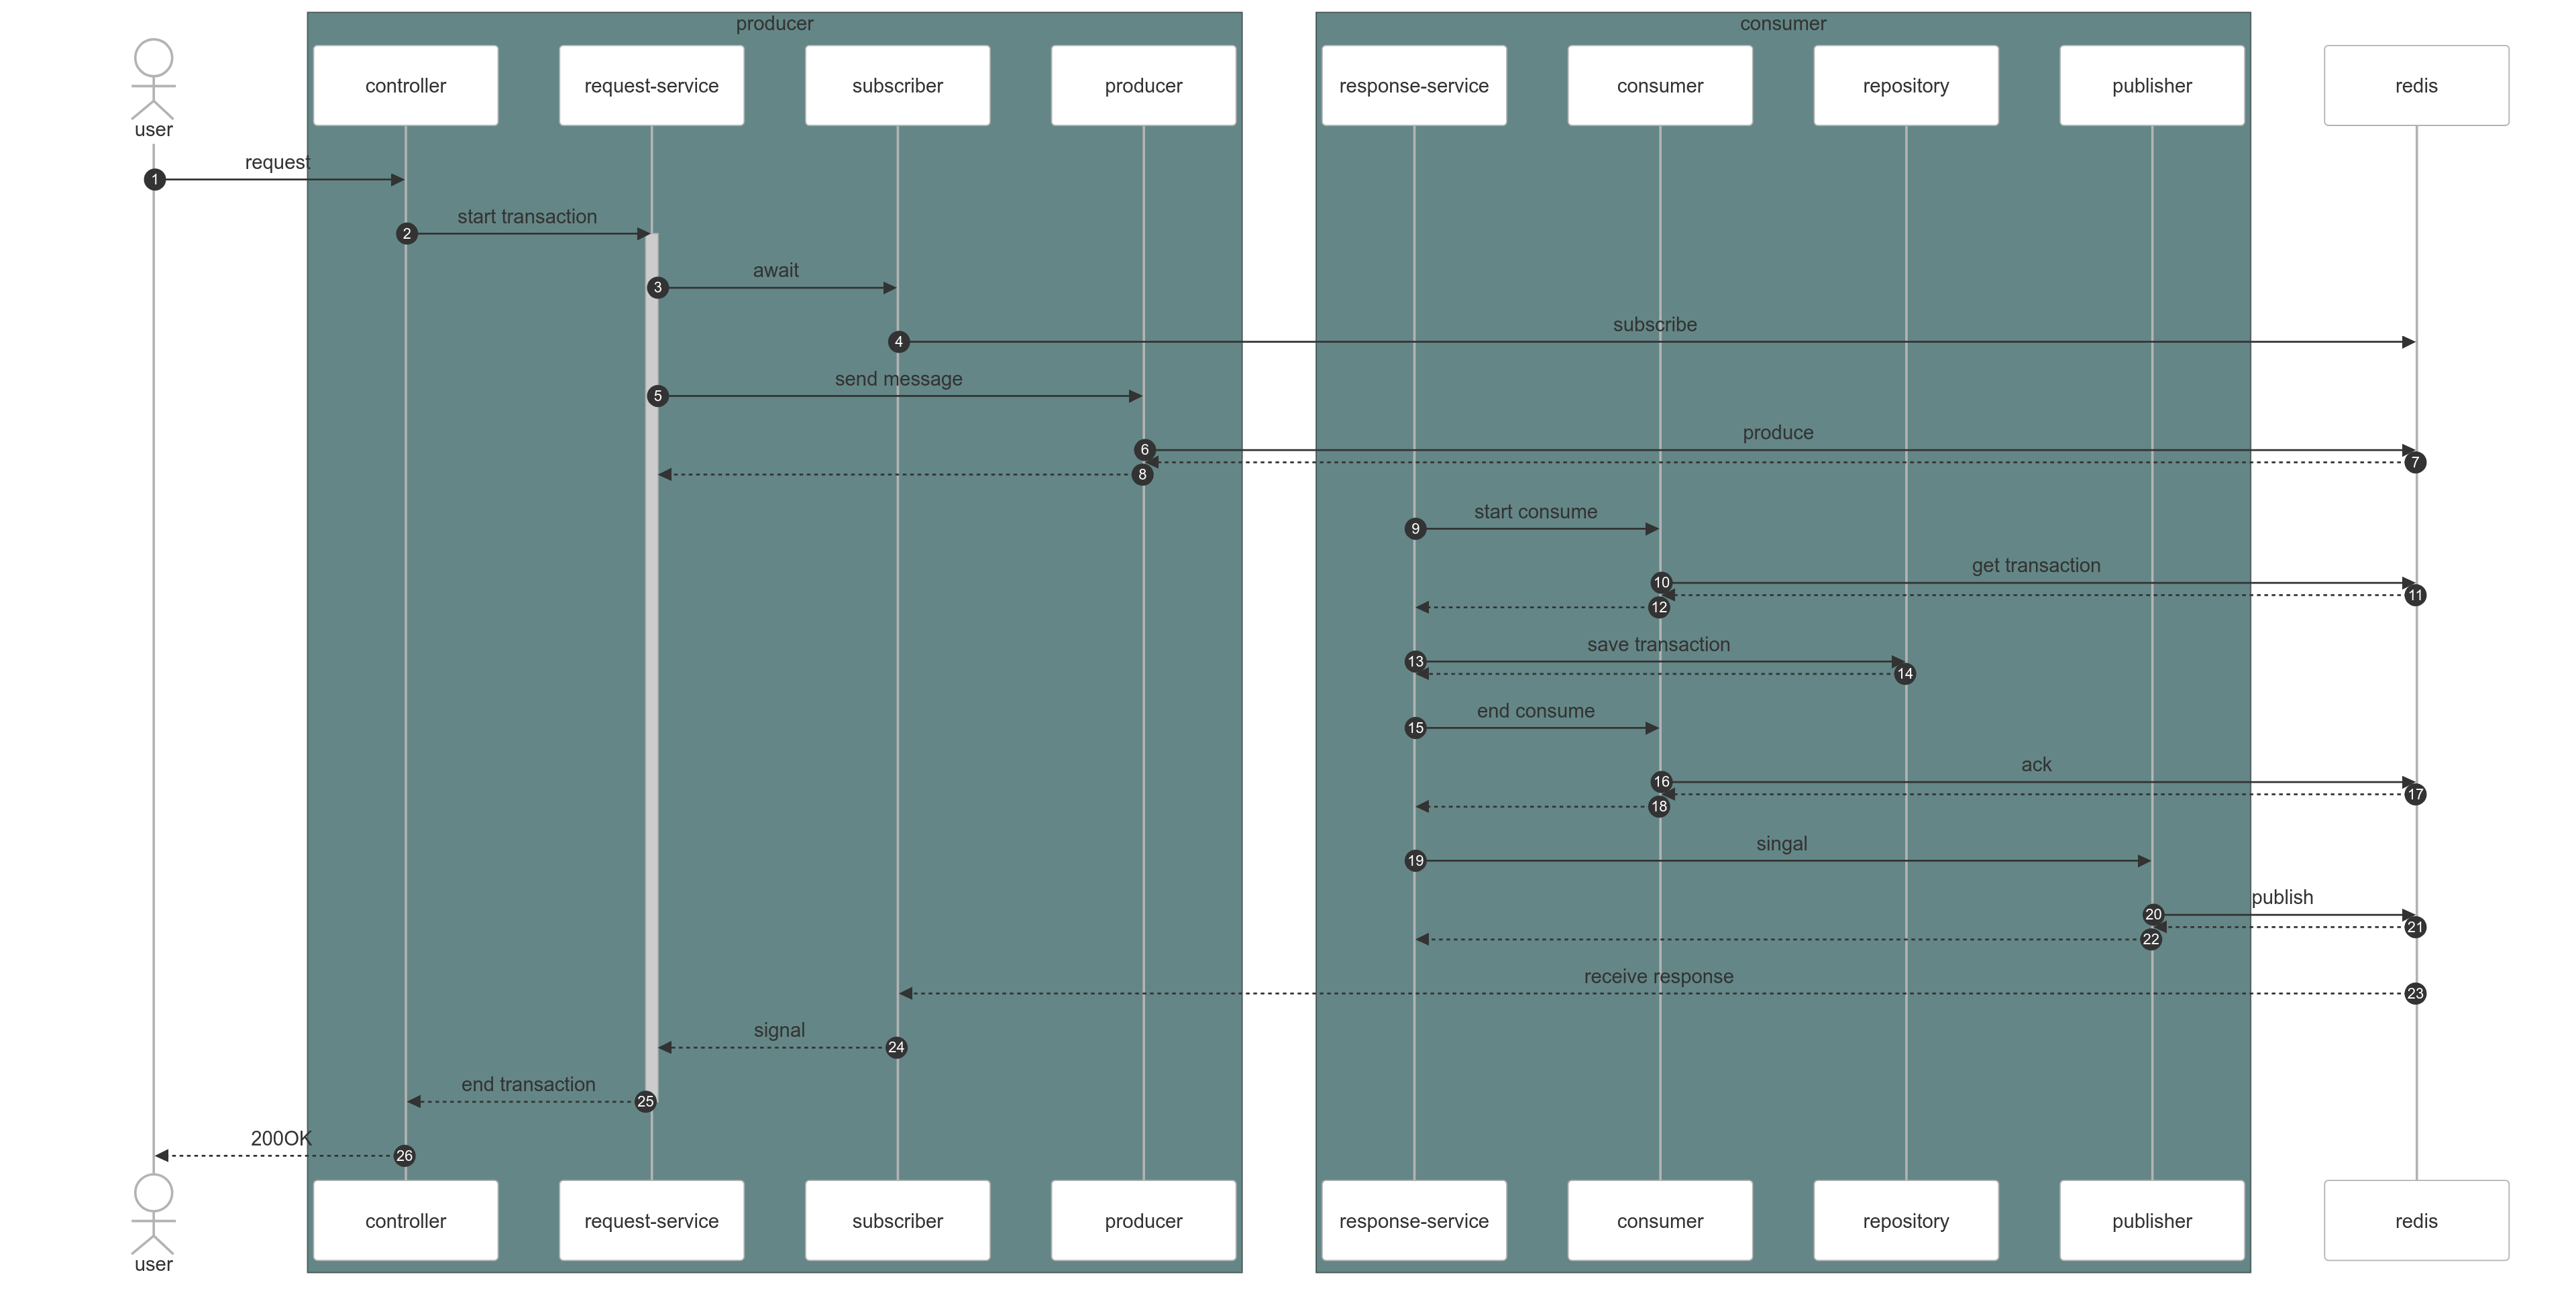 producer
consumer
user
controller
request-service
subscriber
producer
response-service
consumer
repository
publisher
redis
request
1
start transaction
2
await
3
subscribe
4
send message
5
produce
6
7
8
start consume
9
get transaction
10
11
12
save transaction
13
14
end consume
15
ack
16
17
18
singal
19
publish
20
21
22
receive response
23
signal
24
end transaction
25
200OK
26
user
controller
request-service
subscriber
producer
response-service
consumer
repository
publisher
redis